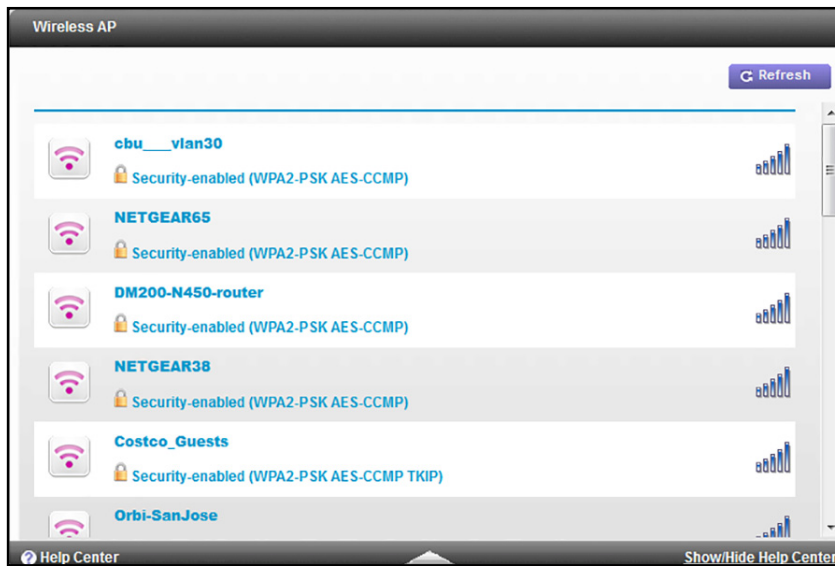 Wireless AP
Refresh
cbu___vlan30
Security-enabled (WPA2-PSK AES-CCMP)
NETGEAR65
Security-enabled (WPA2-PSK AES-CCMP)
DM200-N450-router
Security-enabled (WPA2-PSK AES-CCMP)
NETGEAR38
Security-enabled (WPA2-PSK AES-CCMP)
Costco_Guests
Security-enabled (WPA2-PSK AES-CCMP TKIP)
Orbi-SanJose
Help Center
Show/Hide Help Center